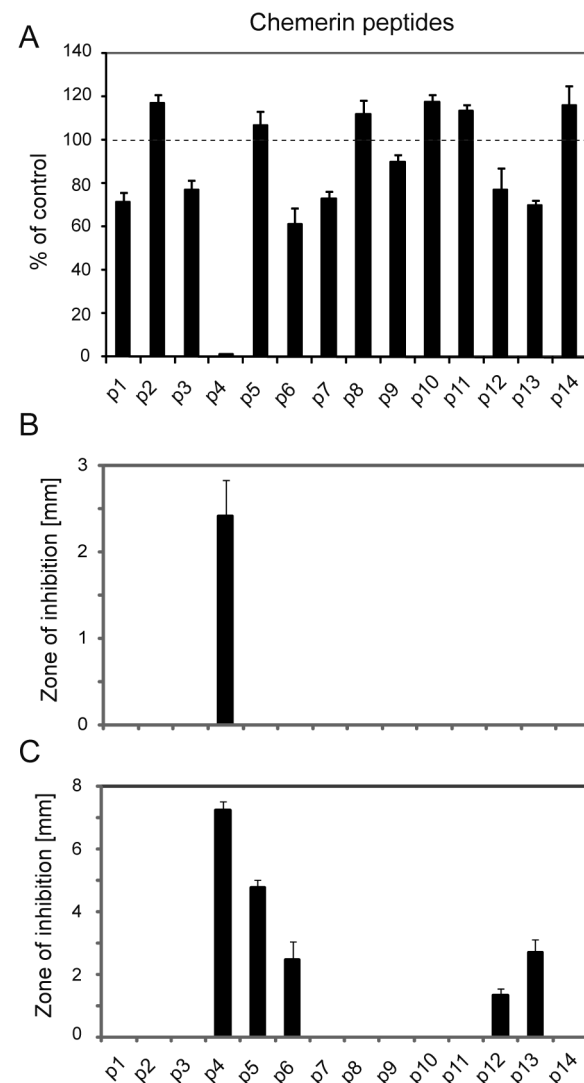 Chemerin peptides
A
% of control
140
120
100
80
60
40
20
0
p1 p2 p3 p4 p5 p6 p7 p8 p9 p10 p11 p12 p13 p14
B
Zone of inhibition [mm]
3
2
1
0
C
Zone of inhibition [mm]
8
6
4
2
0
p1 p2 p3 p4 p5 p6 p7 p8 p9 p10 p11 p12 p13 p14